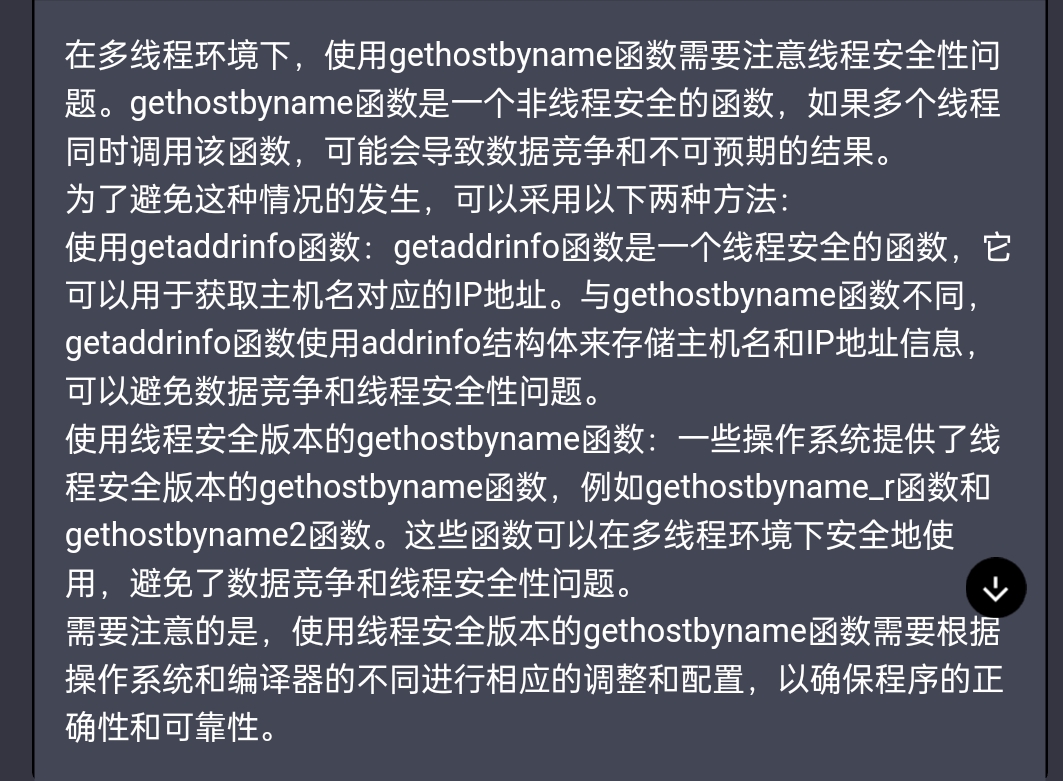 在多线程环境下，使用gethostbyname函数需要注意线程安全性问
题。gethostbyname函数是一个非线程安全的函数，如果多个线程
同时调用该函数，可能会导致数据竞争和不可预期的结果。
为了避免这种情况的发生，可以采用以下两种方法：
使用getaddrinfo函数：getaddrinfo函数是一个线程安全的函数，它
可以用于获取主机名对应的IP地址。与gethostbyname函数不同，
getaddrinfo函数使用addrinfo结构体来存储主机名和IP地址信息，
可以避免数据竞争和线程安全性问题。
使用线程安全版本的gethostbyname函数：一些操作系统提供了线
程安全版本的gethostbyname函数，例如gethostbyname_r函数和
gethostbyname2函数。这些函数可以在多线程环境下安全地使
用，避免了数据竞争和线程安全性问题。
需要注意的是，使用线程安全版本的gethostbyname函数需要根据
操作系统和编译器的不同进行相应的调整和配置，以确保程序的正
确性和可靠性。